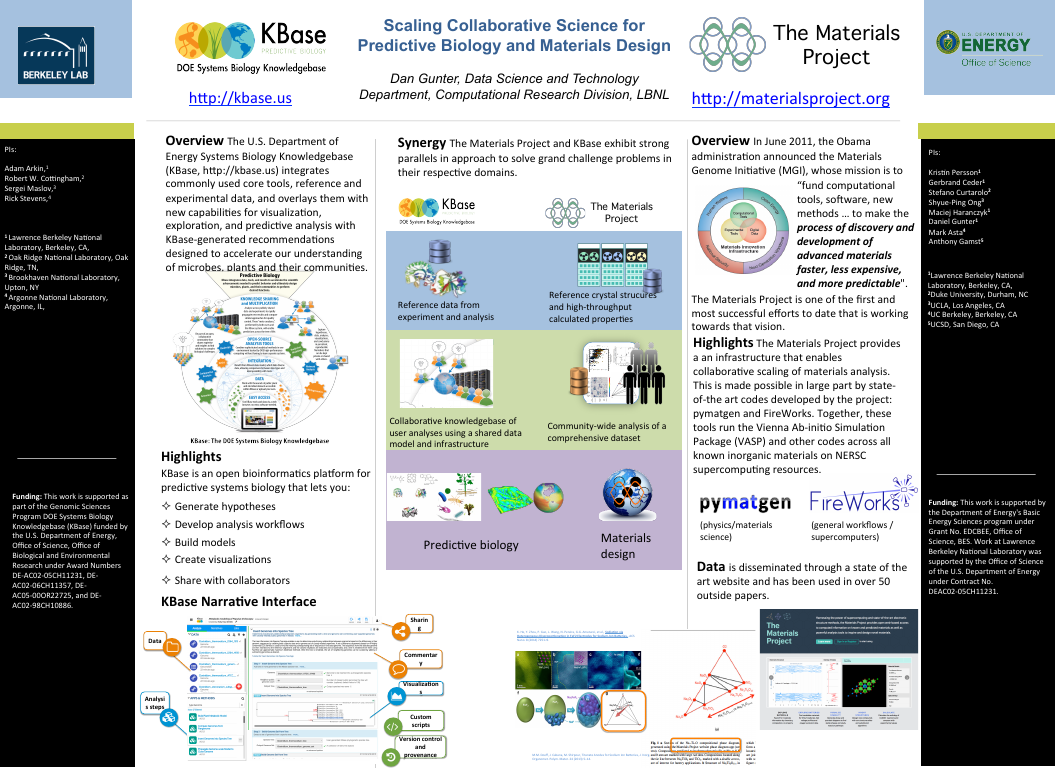 BERKELEY LAB
KBase
PREDICTIVE BIOLOGY
DOE Systems Biology Knowledgebase
http://kbase.us
Scaling Collaborative Science for
Predictive Biology and Materials Design
Dan Gunter, Data Science and Technology
Department, Computational Research Division, LBNL
The Materials
Project
http://materialsproject.org
U.S. DEPARTMENT OF
ENERGY
Office of Science
PIs:
Adam Arkin,¹
Robert W. Cottingham,²
Sergei Maslov,³
Rick Stevens,⁴
¹ Lawrence Berkeley National
Laboratory, Berkeley, CA,
² Oak Ridge National Laboratory, Oak
Ridge, TN,
³ Brookhaven National Laboratory,
Upton, NY
⁴ Argonne National Laboratory,
Argonne, IL,
Funding: This work is supported as
part of the Genomic Sciences
Program DOE Systems Biology
Knowledgebase (KBase) funded by
the U.S. Department of Energy,
Office of Science, Office of
Biological and Environmental
Research under Award Numbers
DE-AC02-05CH11231, DE-
AC02-06CH11357, DE-
AC05-00OR22725, and DE-
AC02-98CH10886.
Overview The U.S. Department of
Energy Systems Biology Knowledgebase
(KBase, http://kbase.us) integrates
commonly used core tools, reference and
experimental data, and overlays them with
new capabilities for visualization,
exploration, and predictive analysis with
KBase-generated recommendations
designed to accelerate our understanding
of microbes, plants and their communities.
Predictive Biology
KNOWLEDGE SHARING
and MULTIPLICATION
OPEN-SOURCE
ANALYSIS TOOLS
INTEGRATION
DATA
EASY ACCESS
KBase: The DOE Systems Biology Knowledgebase
Highlights
KBase is an open bioinformatics platform for
predictive systems biology that lets you:
✧ Generate hypotheses
✧ Develop analysis workflows
✧ Build models
✧ Create visualizations
✧ Share with collaborators
KBase Narrative Interface
Data
Analysi
s steps
Sharin
g
Commentar
y
Visualization
s
Custom
scripts
Version control
and
provenance
Synergy The Materials Project and KBase exhibit strong
parallels in approach to solve grand challenge problems in
their respective domains.
KBase
PREDICTIVE BIOLOGY
DOE Systems Biology Knowledgebase
The Materials
Project
Reference data from
experiment and analysis
Reference crystal strucures
and high-throughput
calculated properties
Collaborative knowledgebase of
user analyses using a shared data
model and infrastructure
Community-wide analysis of a
comprehensive dataset
Predictive biology
Materials
design
Overview In June 2011, the Obama
administration announced the Materials
Genome Initiative (MGI), whose mission is to
"fund computational
tools, software, new
methods … to make the
process of discovery and
development of
advanced materials
faster, less expensive,
and more predictable".
Computational
Tools
Experimental
Tools
Digital
Data
Materials Innovation
Infrastructure
The Materials Project is one of the first and
most successful efforts to date that is working
towards that vision.
Highlights The Materials Project provides
a an infrastructure that enables
collaborative scaling of materials analysis.
This is made possible in large part by state-
of-the art codes developed by the project:
pymatgen and FireWorks. Together, these
tools run the Vienna Ab-initio Simulation
Package (VASP) and other codes across all
known inorganic materials on NERSC
supercomputing resources.
pymatgen
(physics/materials
science)
FireWorks
(general workflows /
supercomputers)
Data is disseminated through a state of the
art website and has been used in over 50
outside papers.
The
Materials
Project
PIs:
Kristin Persson¹
Gerbrand Ceder¹
Stefano Curtarolo²
Shyue-Ping Ong³
Maciej Haranczyk¹
Daniel Gunter¹
Mark Asta⁴
Anthony Gamst⁵
¹Lawrence Berkeley National
Laboratory, Berkeley, CA
²Duke University, Durham, NC
³UCLA, Los Angeles, CA
⁴UC Berkeley, Berkeley, CA
⁵UCSD, San Diego, CA
Funding: This work is supported by
the Department of Energy's Basic
Energy Sciences program under
Grant No. EDCBEE, Office of
Science, BES. Work at Lawrence
Berkeley National Laboratory was
supported by the Office of Science
of the U.S. Department of Energy
under Contract No.
DEAC02-05CH11231.